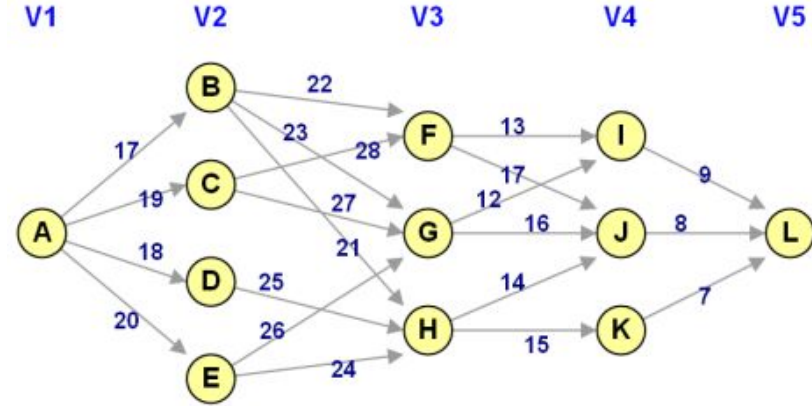 V1 V2 V3 V4 V5
B 22
17 23 F 13 I
28 17 9
C 12
19 27
A G 16 J 8 L
18 21
D 25 14 7
20 26 H 15 K
E 24